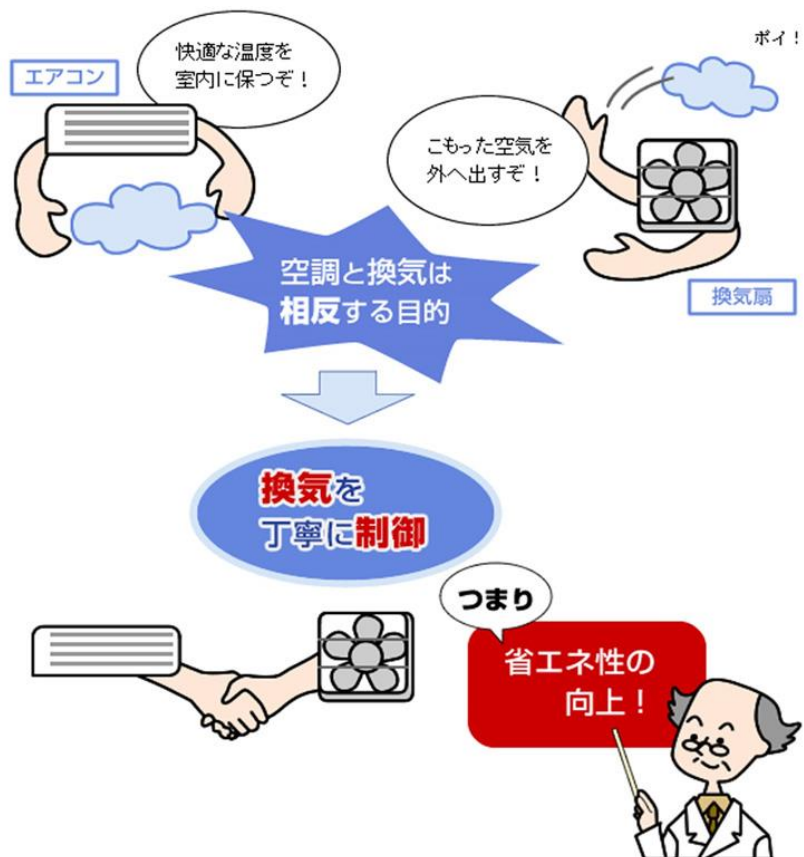 エアコン
快適な温度を
室内に保つぞ！
ポイ！
こもった空気を
外へ出すぞ！
換気扇
空調と換気は
相反する目的
換気を
丁寧に制御
つまり
省エネ性の
向上！